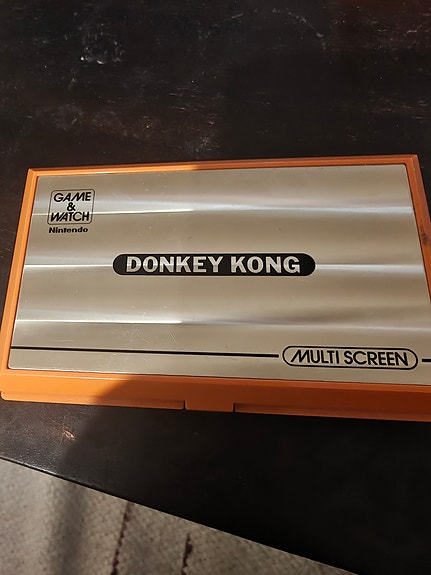 GAME
&
WATCH
Nintendo
DONKEY KONG
MULTI SCREEN